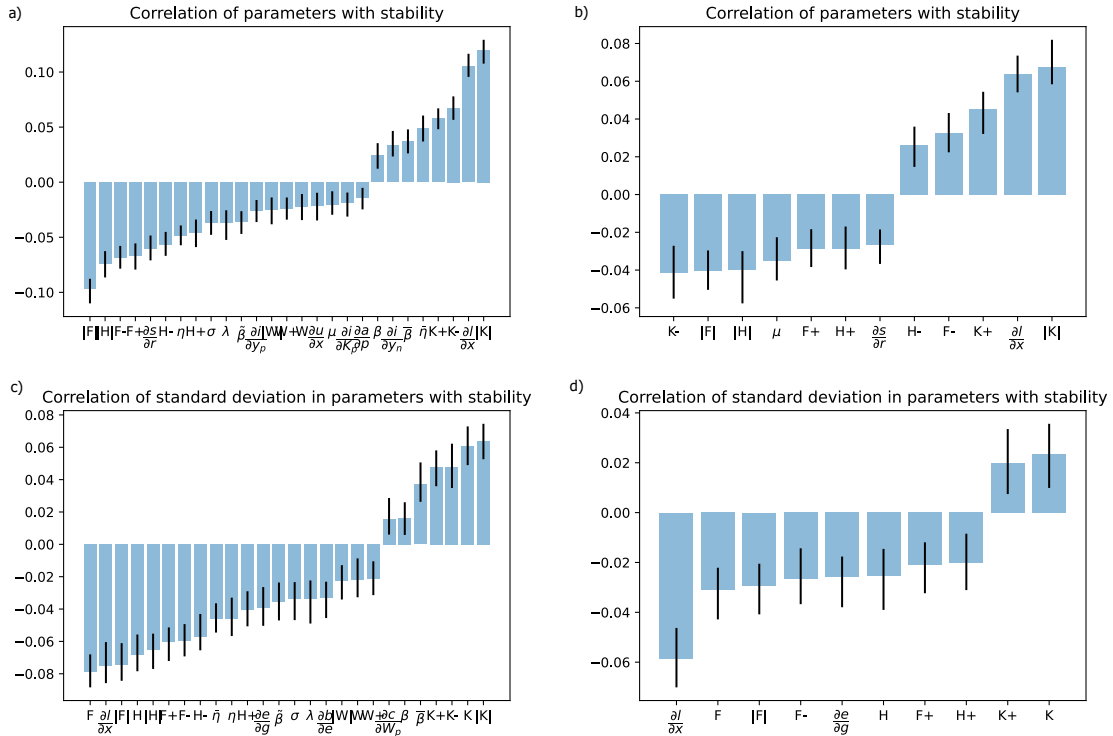 a)
Correlation of parameters with stability
0.10
0.05
0.00
−0.05
−0.10
|F| |H| F- F+ ∂s/∂r H- η H+ σ λ β̃ ∂i/∂y_p |W| W+ W ∂u/∂x μ ∂i/∂K_p ∂a/∂p β ∂i/∂y_n β̄ η̄ K+ K- ∂l/∂x |K|
b)
Correlation of parameters with stability
0.08
0.06
0.04
0.02
0.00
−0.02
−0.04
−0.06
K- |F| |H| μ F+ H+ ∂s/∂r H- F- K+ ∂l/∂x |K|
c)
Correlation of standard deviation in parameters with stability
0.08
0.06
0.04
0.02
0.00
−0.02
−0.04
−0.06
−0.08
F ∂l/∂x |F| H |H| F+ F- H- η̄ η H+ ∂e/∂g β̃ σ λ ∂b/∂e |W| W W+ ∂c/∂W_p β β̄ K+ K- K |K|
d)
Correlation of standard deviation in parameters with stability
0.04
0.02
0.00
−0.02
−0.04
−0.06
∂l/∂x F |F| F- ∂e/∂g H F+ H+ K+ K